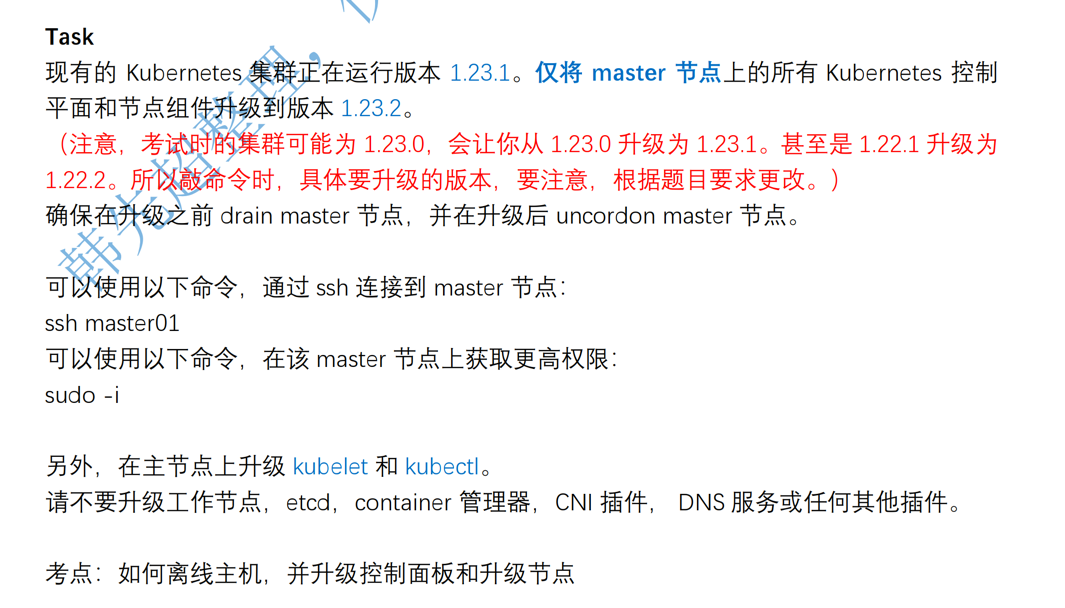 Task
现有的 Kubernetes 集群正在运行版本 1.23.1。仅将 master 节点上的所有 Kubernetes 控制
平面和节点组件升级到版本 1.23.2。
（注意，考试时的集群可能为 1.23.0，会让你从 1.23.0 升级为 1.23.1。甚至是 1.22.1 升级为
1.22.2。所以敲命令时，具体要升级的版本，要注意，根据题目要求更改。）
确保在升级之前 drain master 节点，并在升级后 uncordon master 节点。
可以使用以下命令，通过 ssh 连接到 master 节点：
ssh master01
可以使用以下命令，在该 master 节点上获取更高权限：
sudo -i
另外，在主节点上升级 kubelet 和 kubectl。
请不要升级工作节点，etcd，container 管理器，CNI 插件， DNS 服务或任何其他插件。
考点：如何离线主机，并升级控制面板和升级节点
韩先超整理，